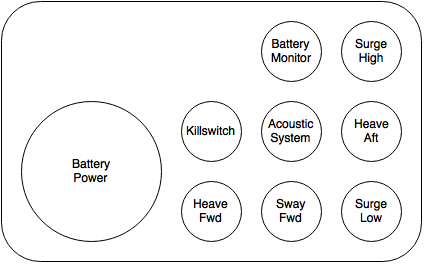 Battery
Monitor
Surge
High
Killswitch
Acoustic
System
Heave
Aft
Battery
Power
Heave
Fwd
Sway
Fwd
Surge
Low